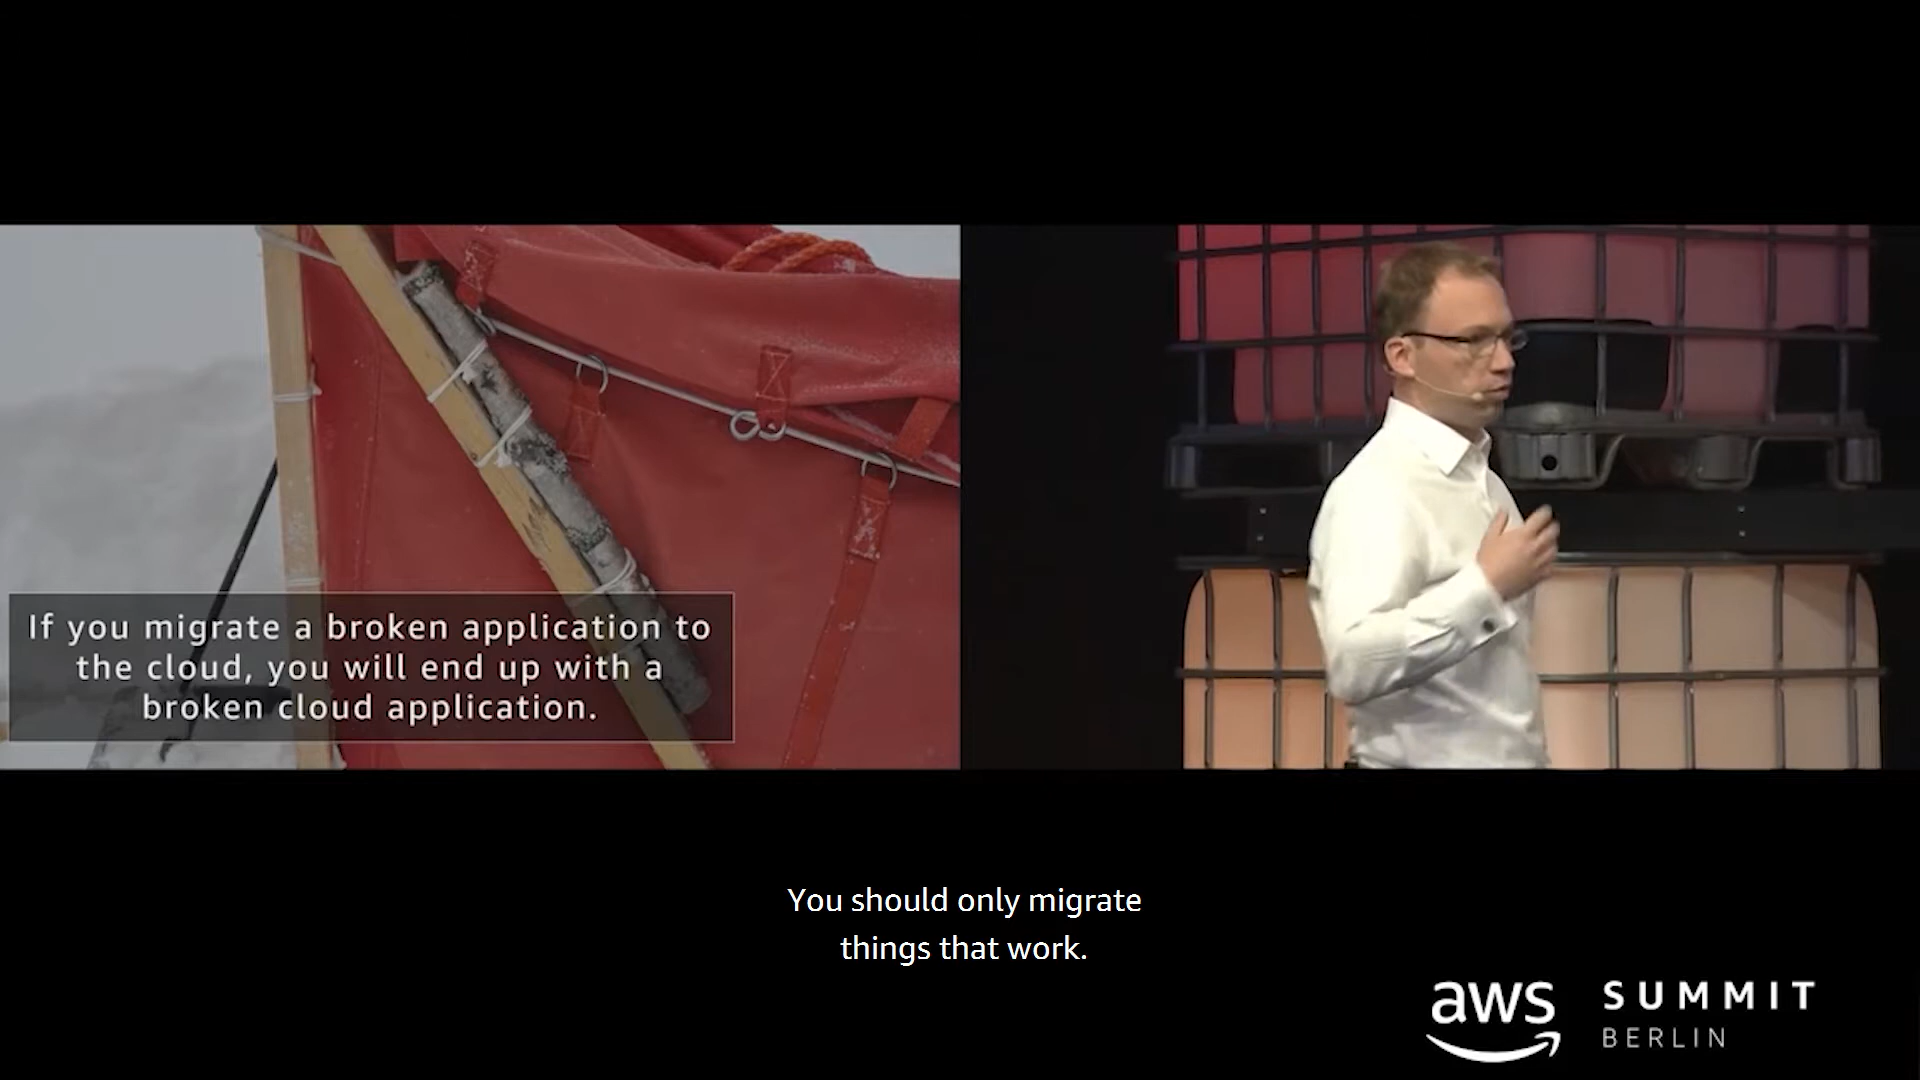 If you migrate a broken application to
the cloud, you will end up with a
broken cloud application.
You should only migrate
things that work.
aws SUMMIT
BERLIN